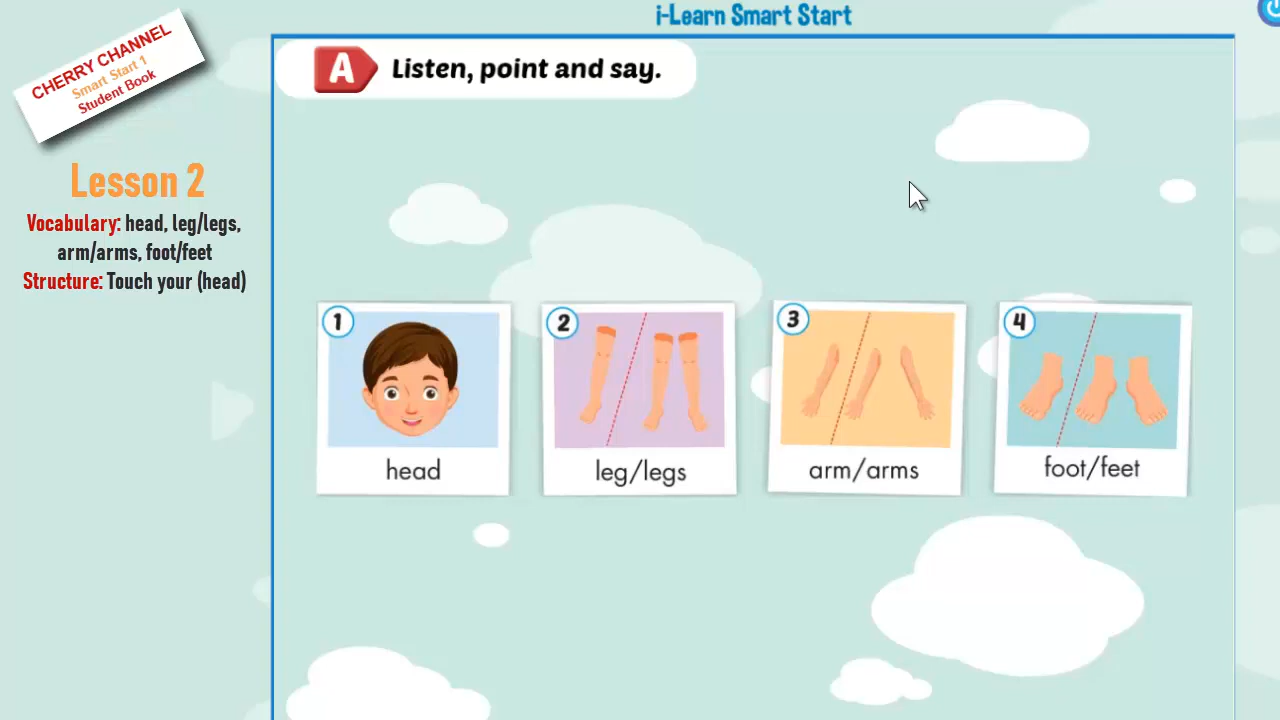 i-Learn Smart Start
CHERRY CHANNEL
Smart Start 1
Student Book
A Listen, point and say.
Lesson 2
Vocabulary: head, leg/legs,
arm/arms, foot/feet
Structure: Touch your (head)
1
head
2
leg/legs
3
arm/arms
4
foot/feet